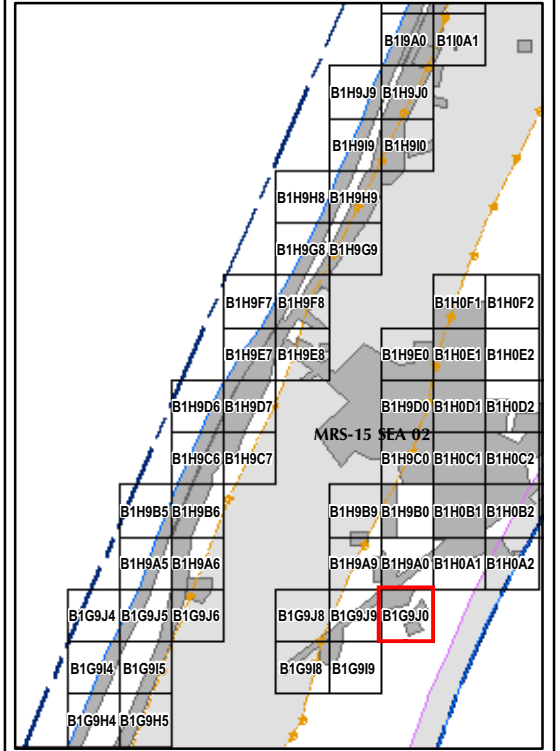 B1I9A0 B1I0A1
B1H9J9 B1H9J0
B1H9I9 B1H9I0
B1H9H8 B1H9H9
B1H9G8 B1H9G9
B1H9F7 B1H9F8 B1H0F1 B1H0F2
B1H9E7 B1H9E8 B1H9E0 B1H0E1 B1H0E2
B1H9D6 B1H9D7 B1H9D0 B1H0D1 B1H0D2
MRS-15 SEA 02
B1H9C6 B1H9C7 B1H9C0 B1H0C1 B1H0C2
B1H9B5 B1H9B6 B1H9B9 B1H9B0 B1H0B1 B1H0B2
B1H9A5 B1H9A6 B1H9A9 B1H9A0 B1H0A1 B1H0A2
B1G9J4 B1G9J5 B1G9J6 B1G9J8 B1G9J9 B1G9J0
B1G9I4 B1G9I5 B1G9I8 B1G9I9
B1G9H4 B1G9H5